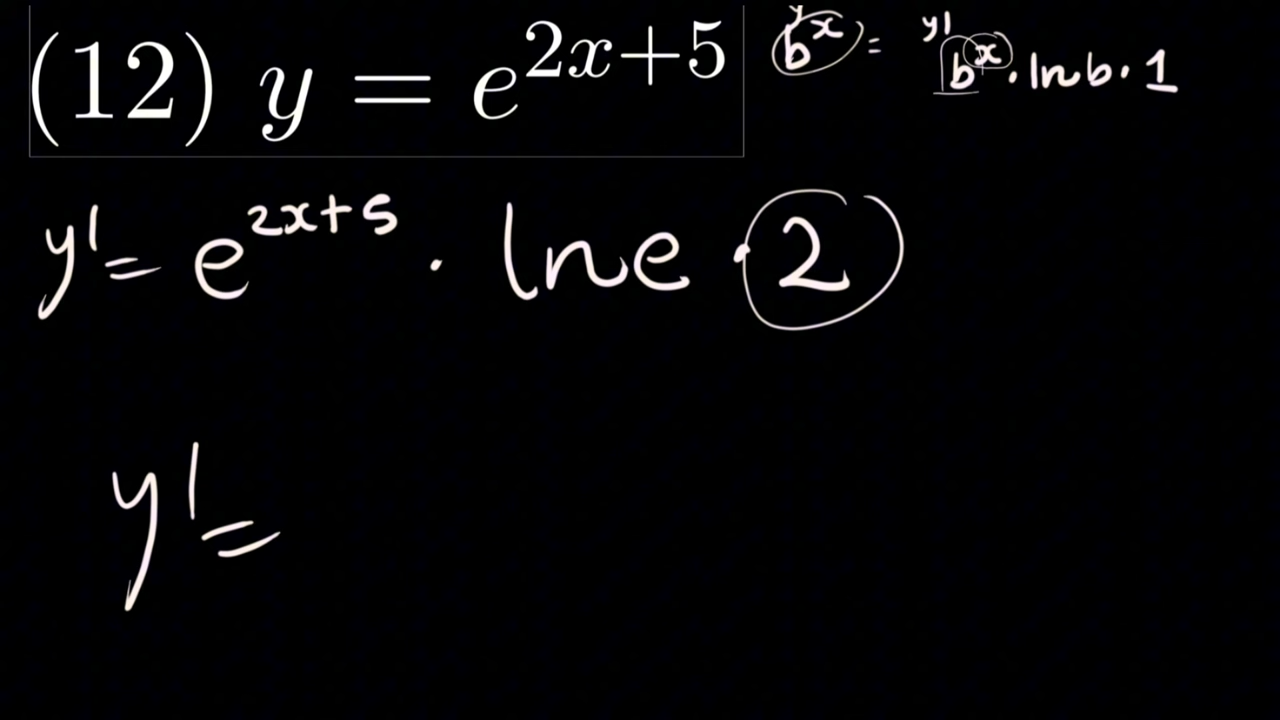 (12) y = e^{2x+5}
y b^x = y' b^x · ln b · 1
y' = e^{2x+5} · ln e · 2
y' =